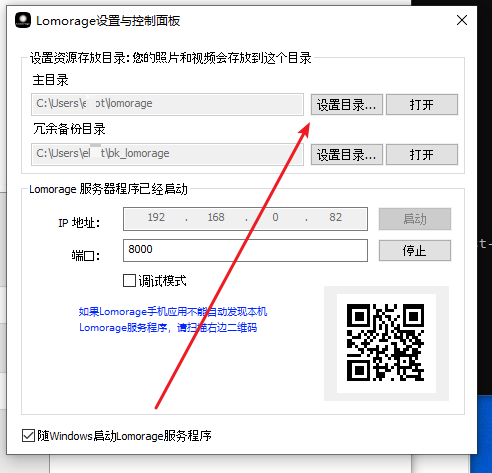 Lomorage设置与控制面板
设置资源存放目录:您的照片和视频会存放到这个目录
主目录
\lomorage
设置目录...
打开
冗余备份目录
\bk_lomorage
设置目录...
打开
Lomorage 服务器程序已经启动
IP 地址:
192 . 168 . 0 . 82
启动
端口:
8000
停止
调试模式
如果Lomorage手机应用不能自动发现本机
Lomorage服务程序，请扫描右边二维码
随Windows启动Lomorage服务程序